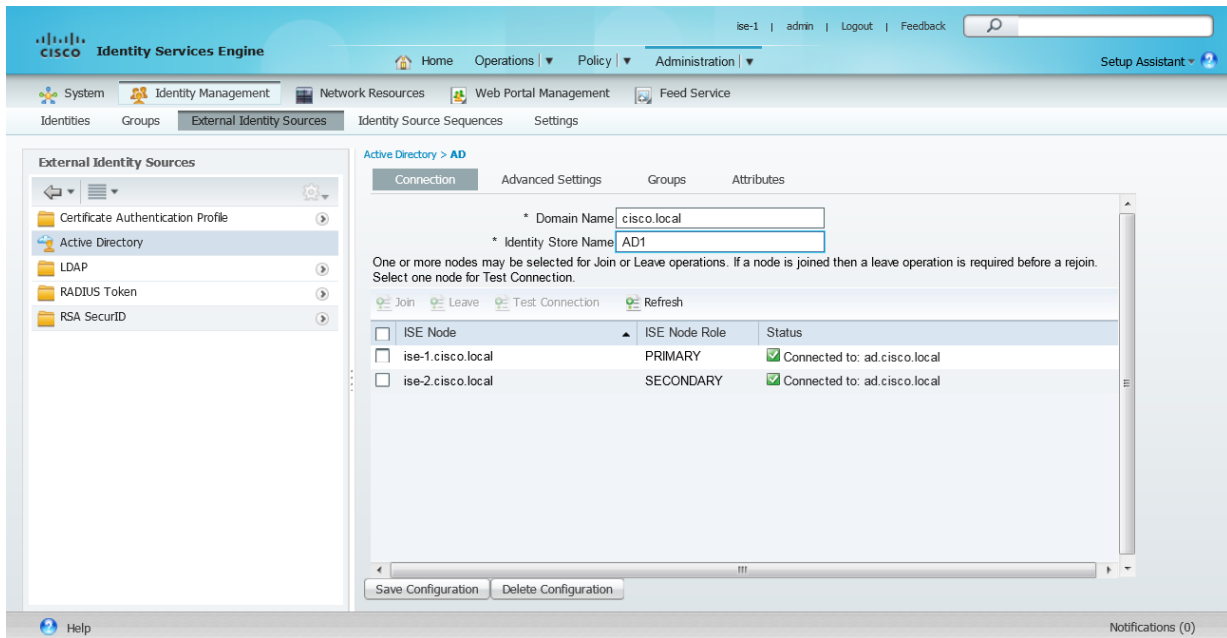 ise-1 | admin | Logout | Feedback
CISCO Identity Services Engine
Home Operations | ▼ Policy | ▼ Administration | ▼
Setup Assistant
System Identity Management Network Resources Web Portal Management Feed Service
Identities Groups External Identity Sources Identity Source Sequences Settings
External Identity Sources
Certificate Authentication Profile
Active Directory
LDAP
RADIUS Token
RSA SecurID
Active Directory > AD
Connection Advanced Settings Groups Attributes
* Domain Name cisco.local
* Identity Store Name AD1
One or more nodes may be selected for Join or Leave operations. If a node is joined then a leave operation is required before a rejoin.
Select one node for Test Connection.
Join Leave Test Connection Refresh
ISE Node ISE Node Role Status
ise-1.cisco.local PRIMARY Connected to: ad.cisco.local
ise-2.cisco.local SECONDARY Connected to: ad.cisco.local
Save Configuration Delete Configuration
Help
Notifications (0)